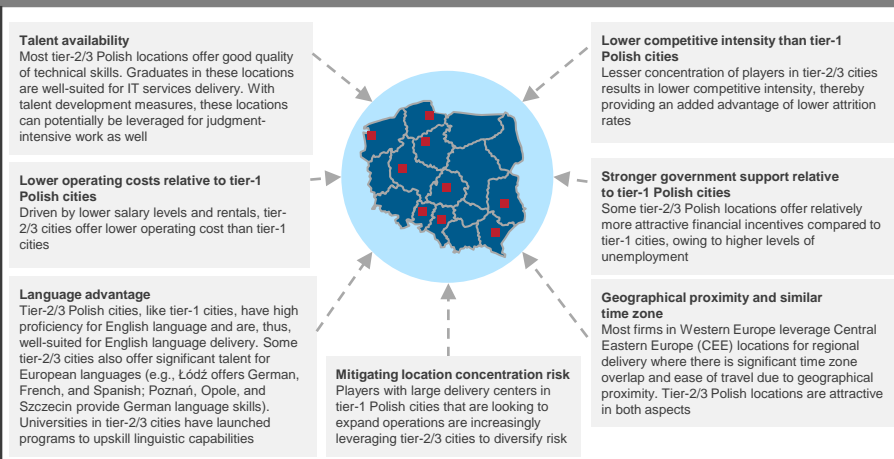 Talent availability
Most tier-2/3 Polish locations offer good quality
of technical skills. Graduates in these locations
are well-suited for IT services delivery. With
talent development measures, these locations
can potentially be leveraged for judgment-
intensive work as well
Lower operating costs relative to tier-1
Polish cities
Driven by lower salary levels and rentals, tier-
2/3 cities offer lower operating cost than tier-1
cities
Language advantage
Tier-2/3 Polish cities, like tier-1 cities, have high
proficiency for English language and are, thus,
well-suited for English language delivery. Some
tier-2/3 cities also offer significant talent for
European languages (e.g., Łódź offers German,
French, and Spanish; Poznań, Opole, and
Szczecin provide German language skills).
Universities in tier-2/3 cities have launched
programs to upskill linguistic capabilities
Mitigating location concentration risk
Players with large delivery centers in
tier-1 Polish cities that are looking to
expand operations are increasingly
leveraging tier-2/3 cities to diversify risk
Lower competitive intensity than tier-1
Polish cities
Lesser concentration of players in tier-2/3 cities
results in lower competitive intensity, thereby
providing an added advantage of lower attrition
rates
Stronger government support relative
to tier-1 Polish cities
Some tier-2/3 Polish locations offer relatively
more attractive financial incentives compared to
tier-1 cities, owing to higher levels of
unemployment
Geographical proximity and similar
time zone
Most firms in Western Europe leverage Central
Eastern Europe (CEE) locations for regional
delivery where there is significant time zone
overlap and ease of travel due to geographical
proximity. Tier-2/3 Polish locations are attractive
in both aspects